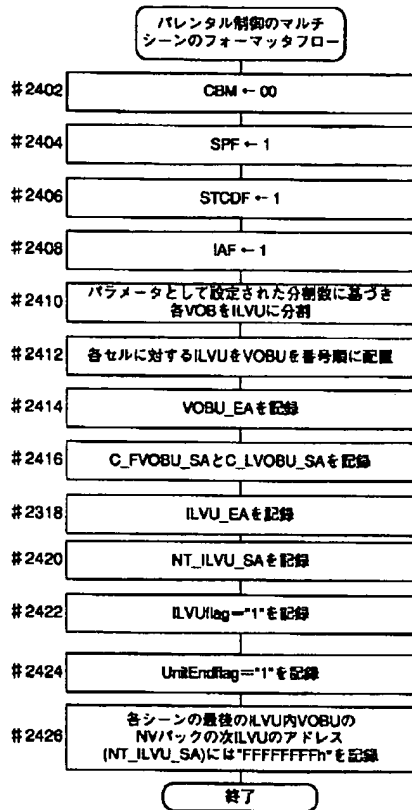 パレンタル制御のマルチ
シーンのフォーマッタフロー
#2402
CBM ← 00
#2404
SPF ← 1
#2406
STCDF ← 1
#2408
IAF ← 1
#2410
パラメータとして設定された分割数に基づき
各VOBをILVUに分割
#2412
各セルに対するILVUをVOBUを番号順に配置
#2414
VOBU_EAを記録
#2416
C_FVOBU_SAとC_LVOBU_SAを記録
#2318
ILVU_EAを記録
#2420
NT_ILVU_SAを記録
#2422
ILVUflag="1"を記録
#2424
UnitEndflag="1"を記録
#2426
各シーンの最後のILVU内VOBUの
NVパックの次ILVUのアドレス
(NT_ILVU_SA)には"FFFFFFFFh"を記録
終了